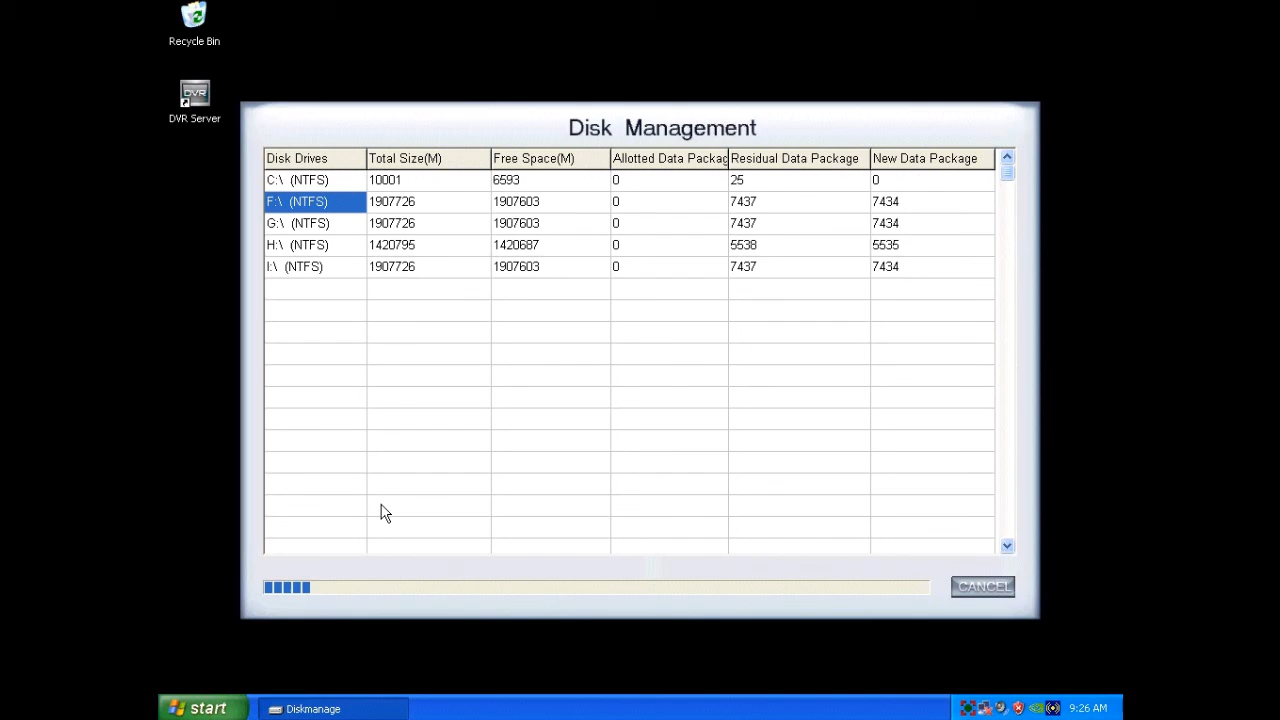 Recycle Bin
DVR
DVR Server
Disk Management
Disk Drives Total Size(M) Free Space(M) Allotted Data Packag Residual Data Package New Data Package
C:\ (NTFS) 10001 6593 0 25 0
F:\ (NTFS) 1907726 1907603 0 7437 7434
G:\ (NTFS) 1907726 1907603 0 7437 7434
H:\ (NTFS) 1420795 1420687 0 5538 5535
I:\ (NTFS) 1907726 1907603 0 7437 7434
CANCEL
start Diskmanage 9:26 AM